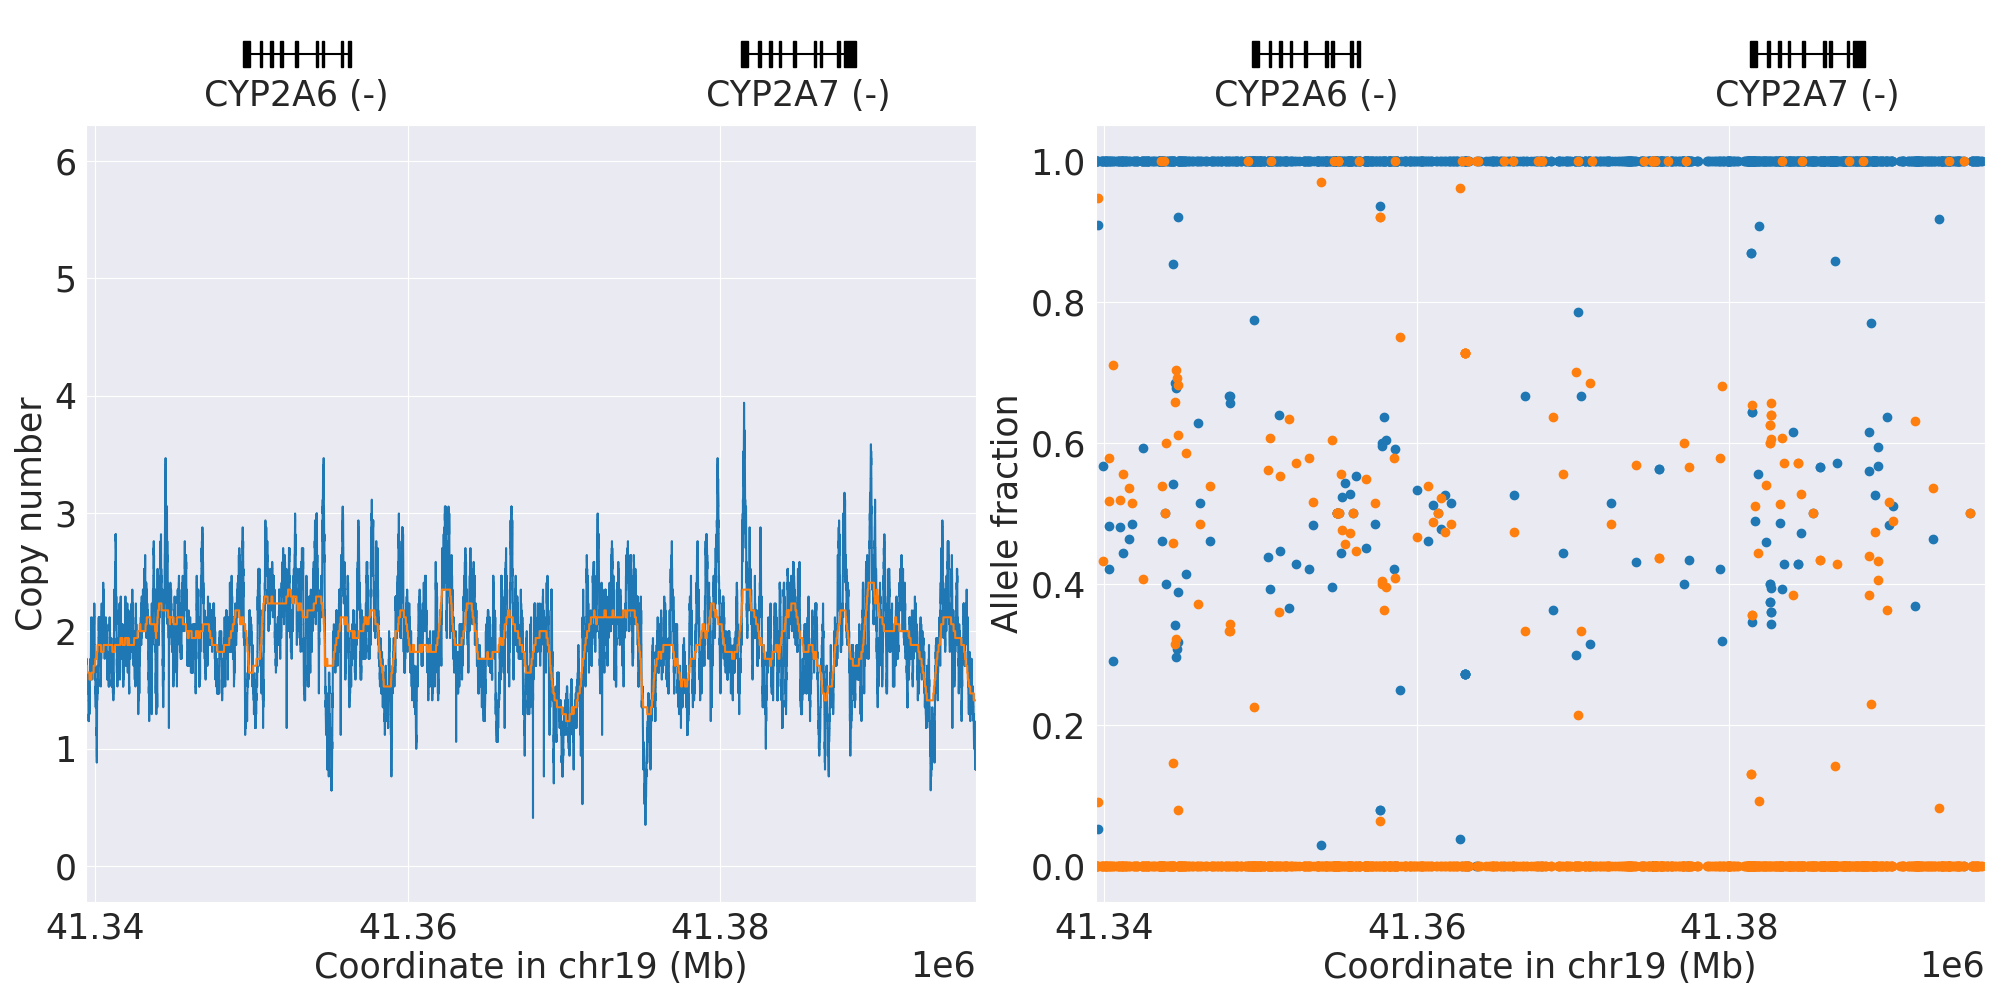 CYP2A6 (-)
CYP2A7 (-)
6
5
4
3
2
1
0
Copy number
41.34
41.36
41.38
Coordinate in chr19 (Mb)
1e6
CYP2A6 (-)
CYP2A7 (-)
1.0
0.8
0.6
0.4
0.2
0.0
Allele fraction
41.34
41.36
41.38
Coordinate in chr19 (Mb)
1e6